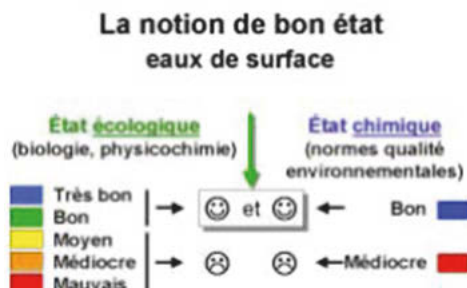 La notion de bon état
eaux de surface
État écologique
(biologie, physicochimie)
État chimique
(normes qualité
environnementales)
Très bon
Bon
Moyen
Médiocre
Mauvais
et
Bon
Médiocre